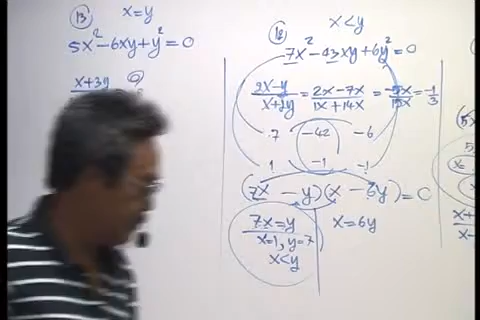 13 x=y
5x²-6xy+y²=0
x+3y
18 x<y
7x²-43xy+6y²=0
2x-y/x+2y = 2x-7x/1x+14x = -5x/15x = -1/3
7 -42 -6
1 -1 -1
(7x -y)(x -6y)=0
7x=y x=6y
x=1, y=7
x<y